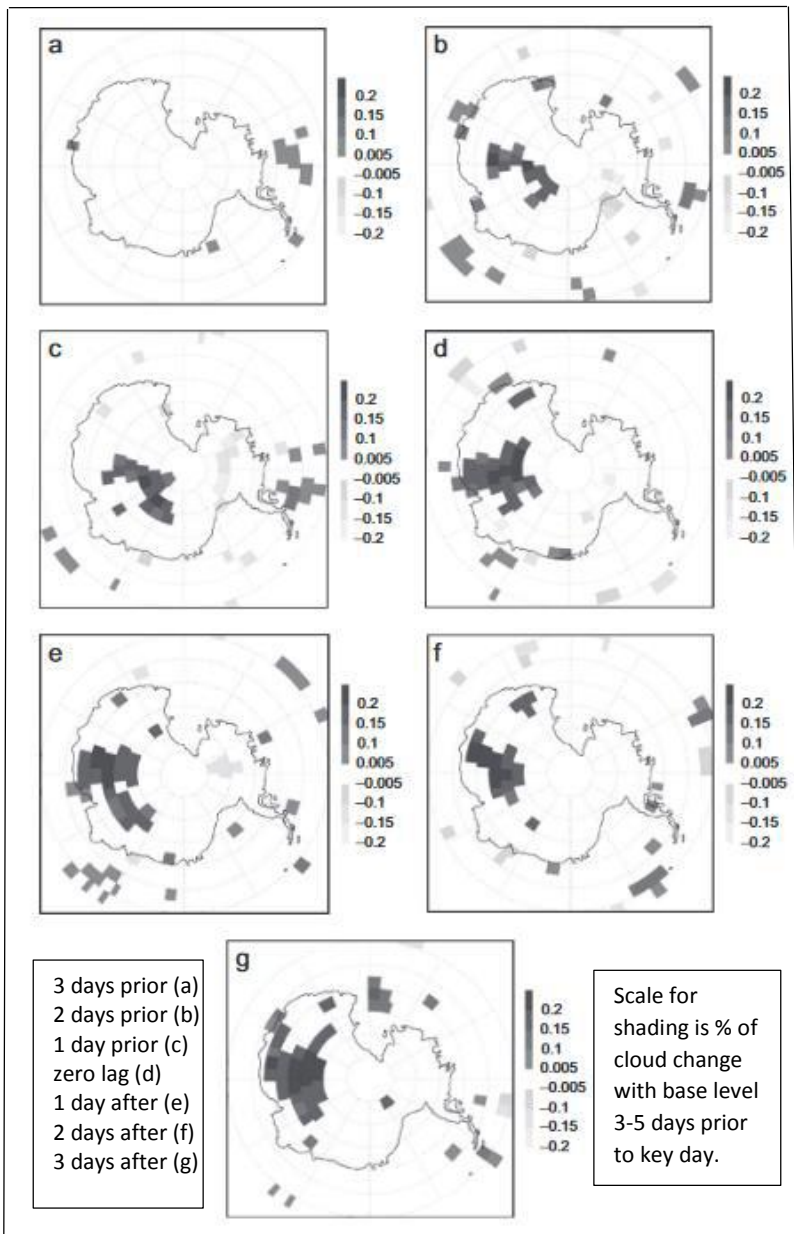 a
0.2
0.15
0.1
0.005
−0.005
−0.1
−0.15
−0.2
b
0.2
0.15
0.1
0.005
−0.005
−0.1
−0.15
−0.2
c
0.2
0.15
0.1
0.005
−0.005
−0.1
−0.15
−0.2
d
0.2
0.15
0.1
0.005
−0.005
−0.1
−0.15
−0.2
e
0.2
0.15
0.1
0.005
−0.005
−0.1
−0.15
−0.2
f
0.2
0.15
0.1
0.005
−0.005
−0.1
−0.15
−0.2
3 days prior (a)
2 days prior (b)
1 day prior (c)
zero lag (d)
1 day after (e)
2 days after (f)
3 days after (g)
g
0.2
0.15
0.1
0.005
−0.005
−0.1
−0.15
−0.2
Scale for
shading is % of
cloud change
with base level
3-5 days prior
to key day.